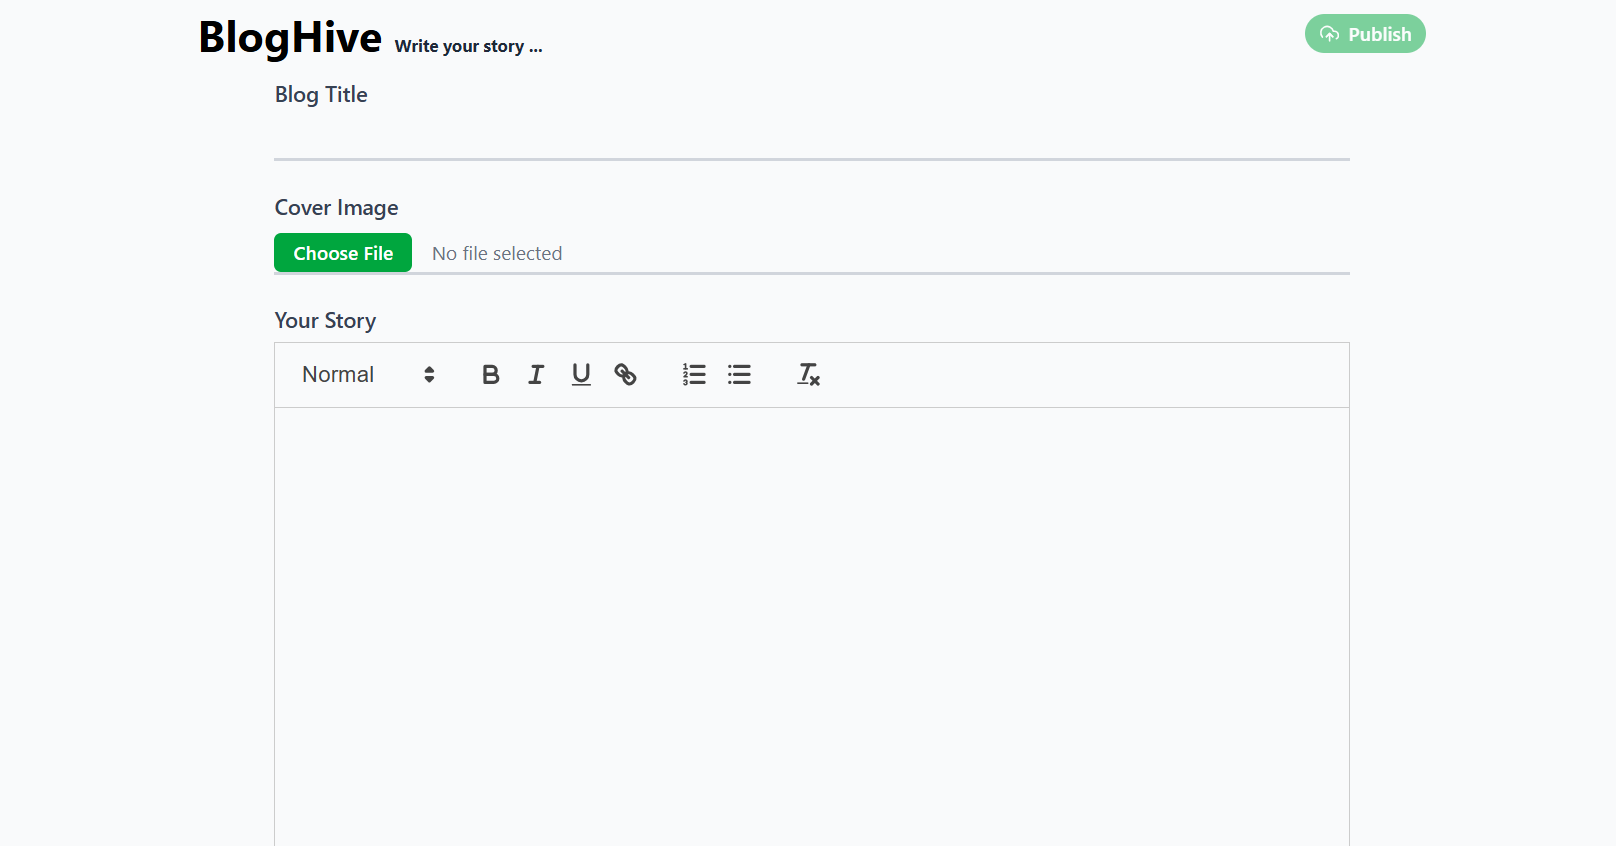 BlogHive Write your story ... Publish
Blog Title
Cover Image
Choose File No file selected
Your Story
Normal